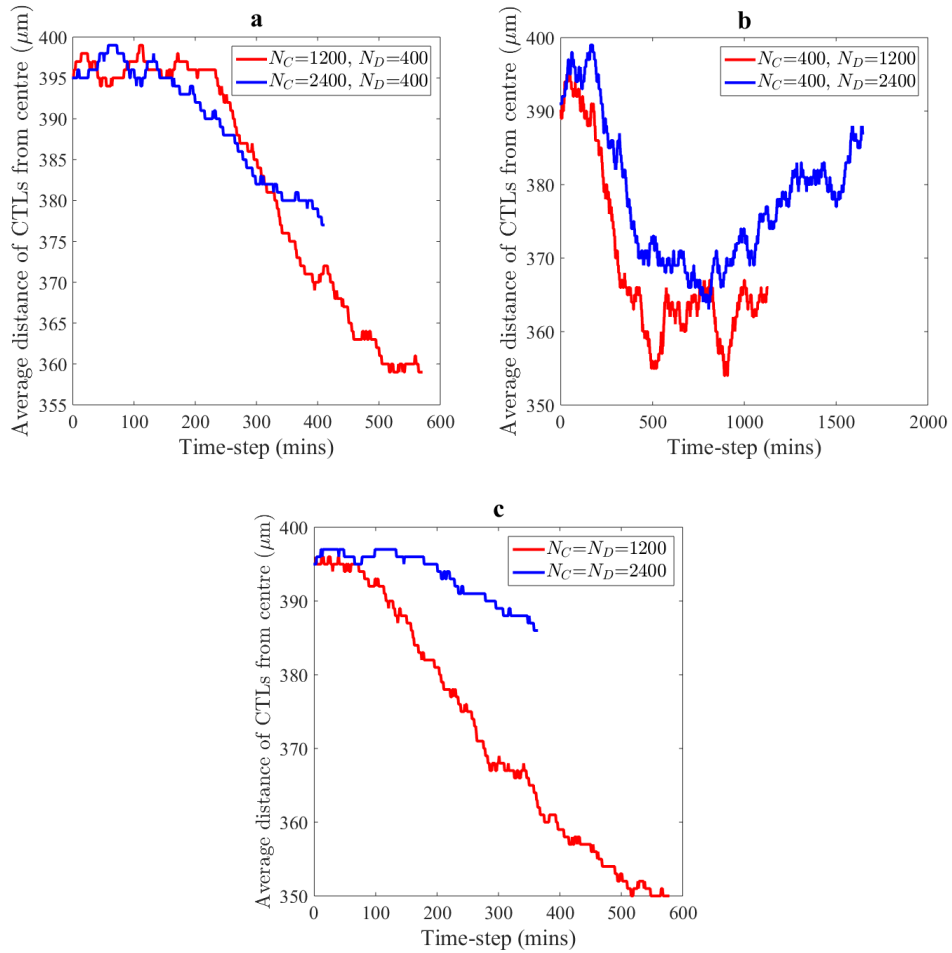 a
400
395
390
385
380
375
370
365
360
355
0 100 200 300 400 500 600
Average distance of CTLs from centre (μm)
Time-step (mins)
N_C=1200, N_D=400
N_C=2400, N_D=400
b
400
390
380
370
360
350
0 500 1000 1500 2000
Average distance of CTLs from centre (μm)
Time-step (mins)
N_C=400, N_D=1200
N_C=400, N_D=2400
c
400
390
380
370
360
350
0 100 200 300 400 500 600
Average distance of CTLs from centre (μm)
Time-step (mins)
N_C=N_D=1200
N_C=N_D=2400